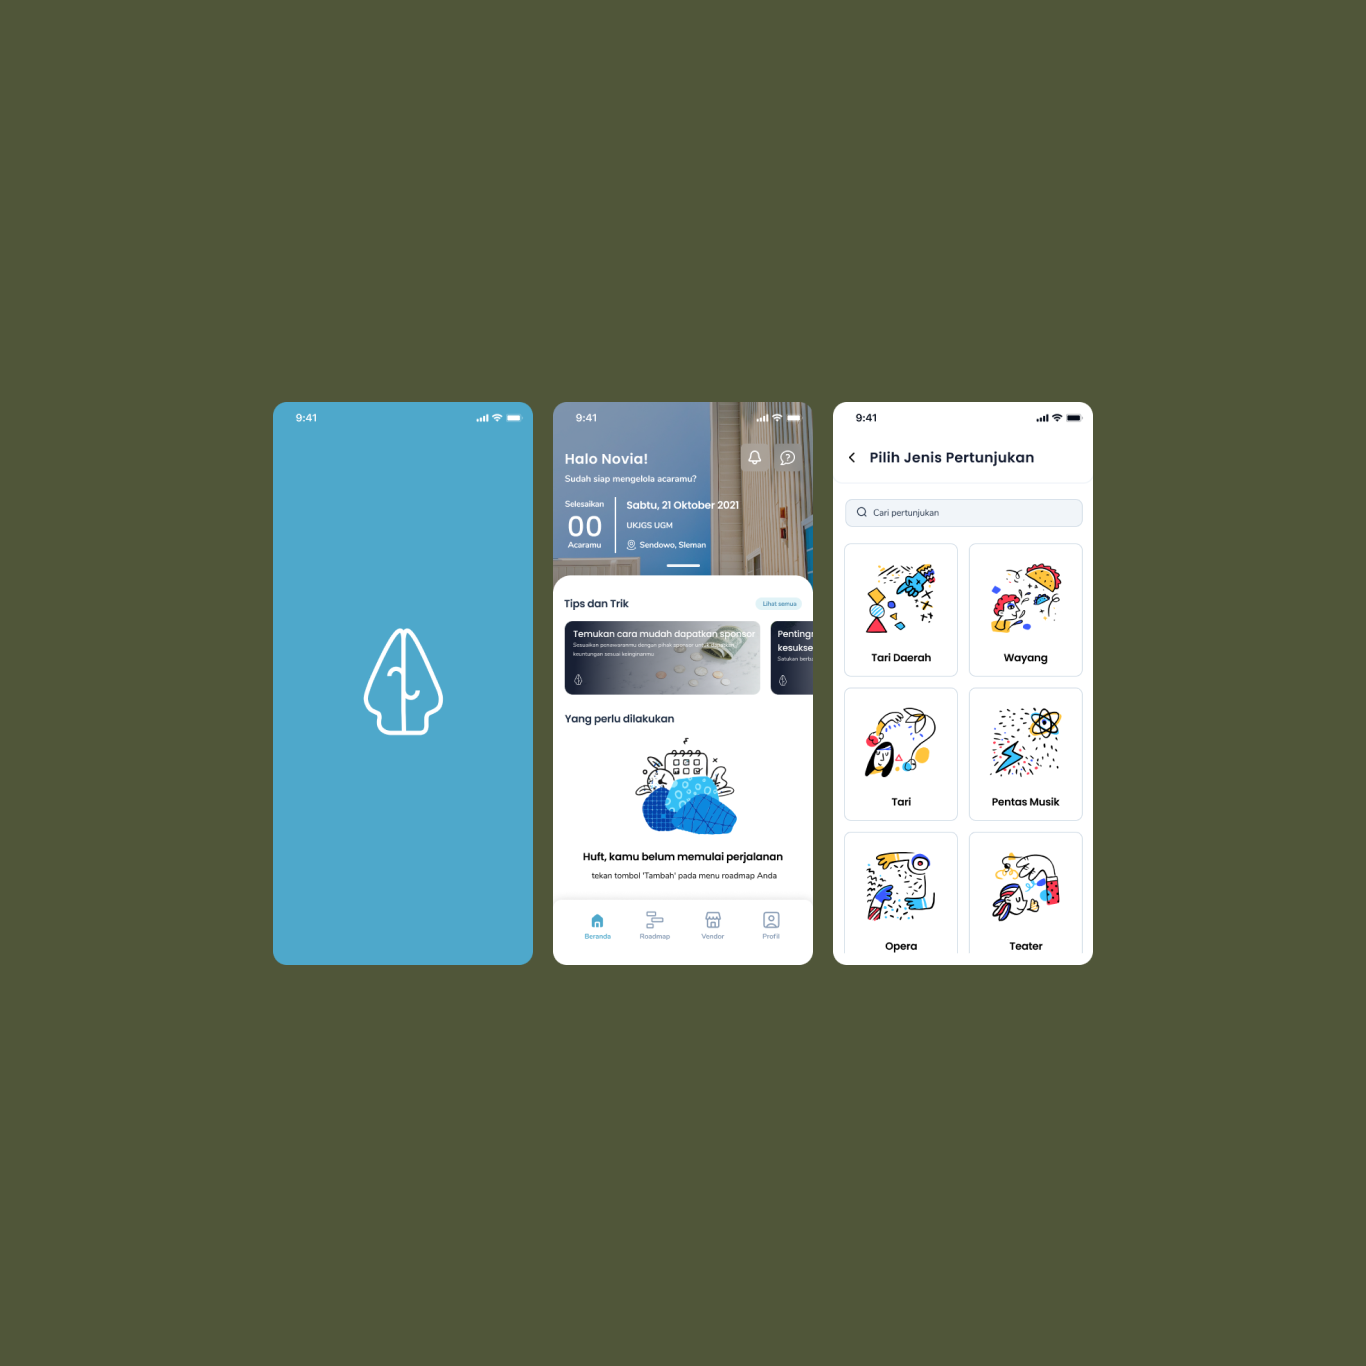 9:41
9:41
Halo Novia!
Sudah siap mengelola acaramu?
Selesaikan
00
Acaramu
Sabtu, 21 Oktober 2021
UKJGS UGM
Sendowo, Sleman
Tips dan Trik
Lihat semua
Temukan cara mudah dapatkan sponsor
Sesuaikan penawaranmu dengan pihak sponsor untuk
keuntungan sesuai keinginanmu
Penting
kesukse
Satukan berb
Yang perlu dilakukan
Huft, kamu belum memulai perjalanan
tekan tombol 'Tambah' pada menu roadmap Anda
Beranda
Roadmap
Vendor
Profil
9:41
Pilih Jenis Pertunjukan
Cari pertunjukan
Tari Daerah
Wayang
Tari
Pentas Musik
Opera
Teater